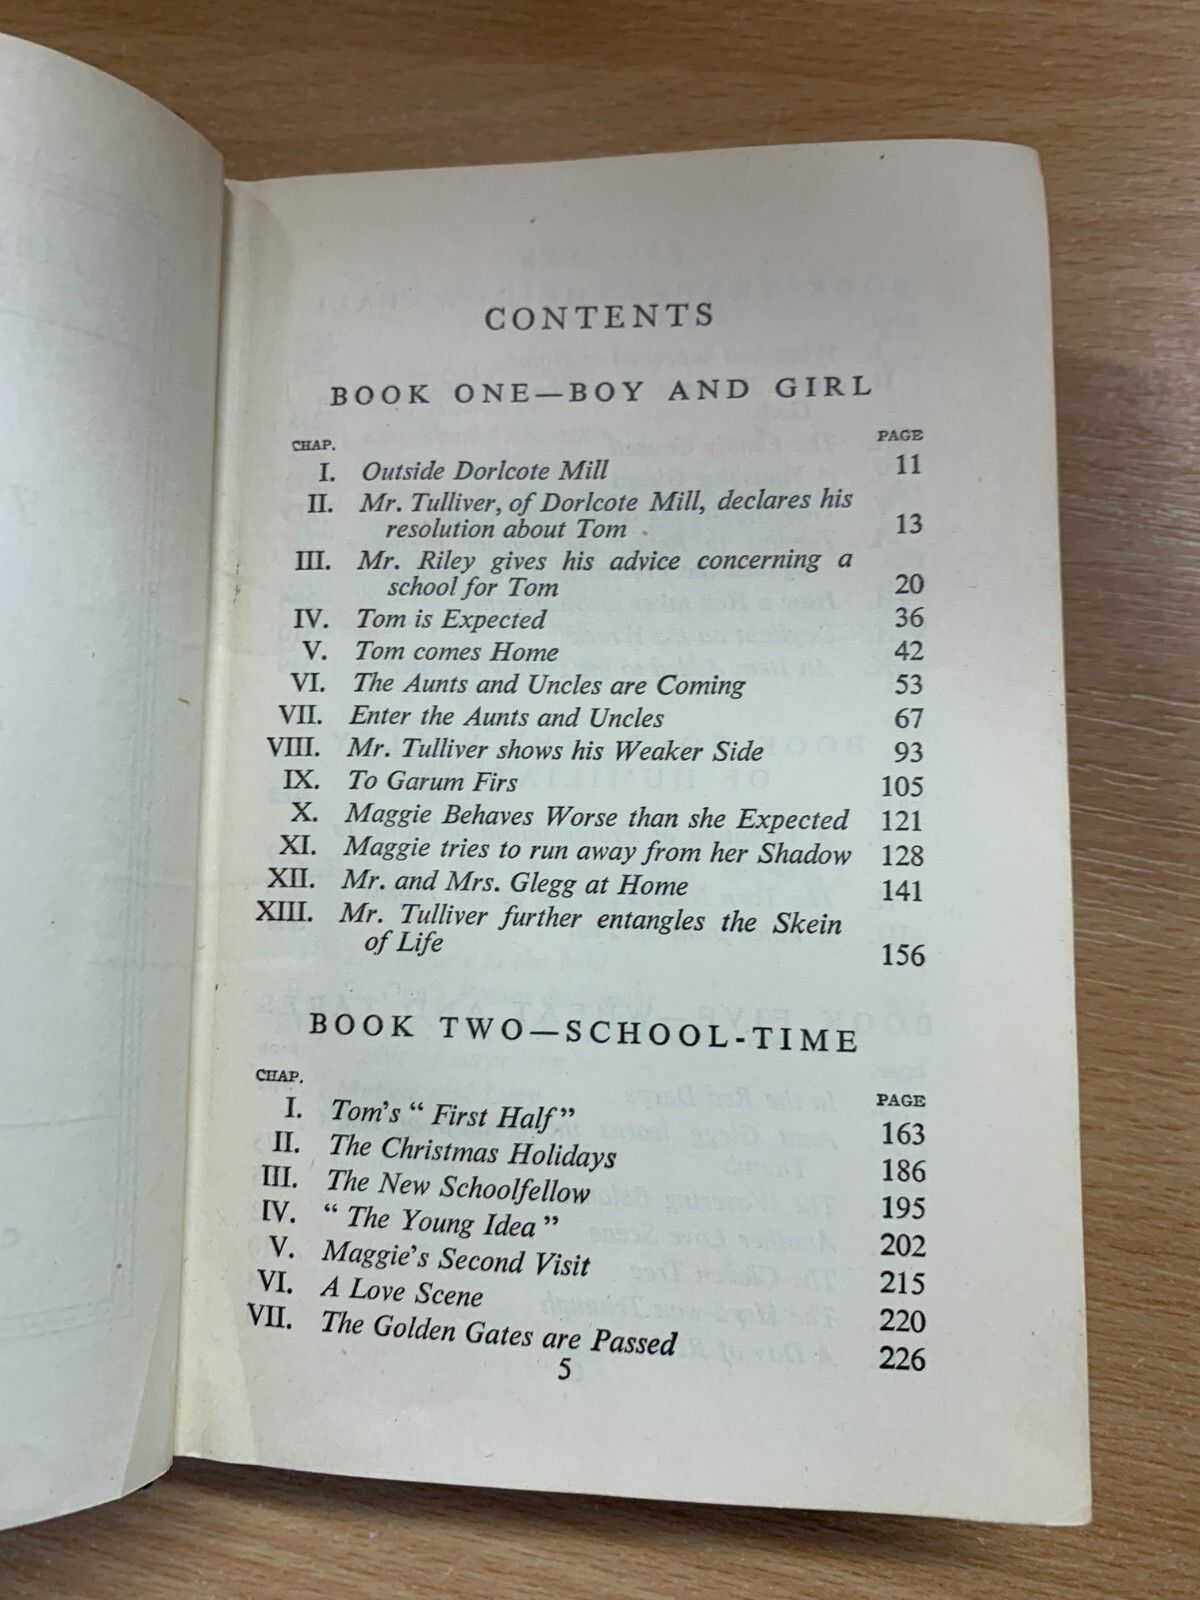 CONTENTS
BOOK ONE—BOY AND GIRL
CHAP. PAGE
I. Outside Dorlcote Mill 11
II. Mr. Tulliver, of Dorlcote Mill, declares his
resolution about Tom 13
III. Mr. Riley gives his advice concerning a
school for Tom 20
IV. Tom is Expected 36
V. Tom comes Home 42
VI. The Aunts and Uncles are Coming 53
VII. Enter the Aunts and Uncles 67
VIII. Mr. Tulliver shows his Weaker Side 93
IX. To Garum Firs 105
X. Maggie Behaves Worse than she Expected 121
XI. Maggie tries to run away from her Shadow 128
XII. Mr. and Mrs. Glegg at Home 141
XIII. Mr. Tulliver further entangles the Skein
of Life 156
BOOK TWO—SCHOOL-TIME
CHAP. PAGE
I. Tom's “ First Half” 163
II. The Christmas Holidays 186
III. The New Schoolfellow 195
IV. “ The Young Idea” 202
V. Maggie's Second Visit 215
VI. A Love Scene 220
VII. The Golden Gates are Passed 226
5